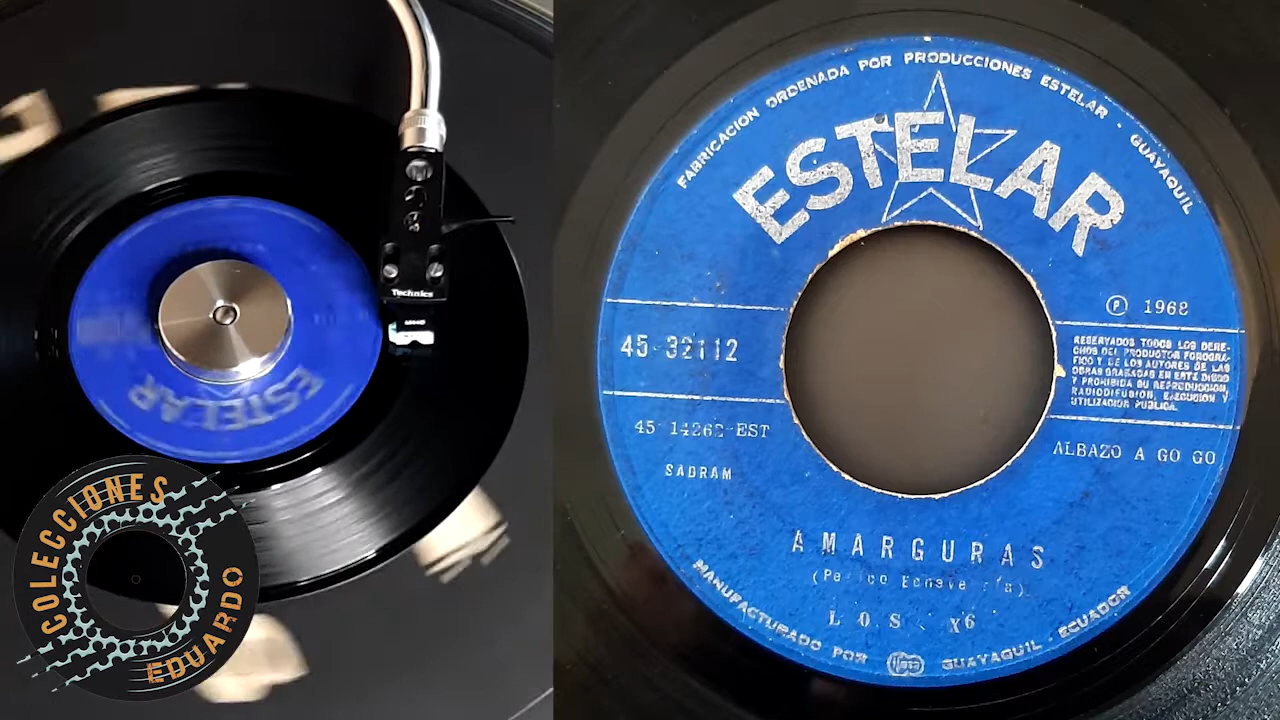 Technics
ESTELAR
COLECCIONES
EDUARDO
FABRICACION ORDENADA POR PRODUCCIONES ESTELAR - GUAYAQUIL
ESTELAR
℗ 1968
45-32112
RESERVADOS TODOS LOS DERE-
CHOS DEL PRODUCTOR FONOGRA-
FICO Y DE LOS AUTORES DE LAS
OBRAS GRABADAS EN ESTE DISCO
Y PROHIBIDA SU REPRODUCCION,
RADIODIFUSION, EJECUCION Y
UTILIZACION PUBLICA.
45-14262-EST
ALBAZO A GO GO
SADRAM
AMARGURAS
LOS X6
MANUFACTURADO POR GUAYAQUIL - ECUADOR